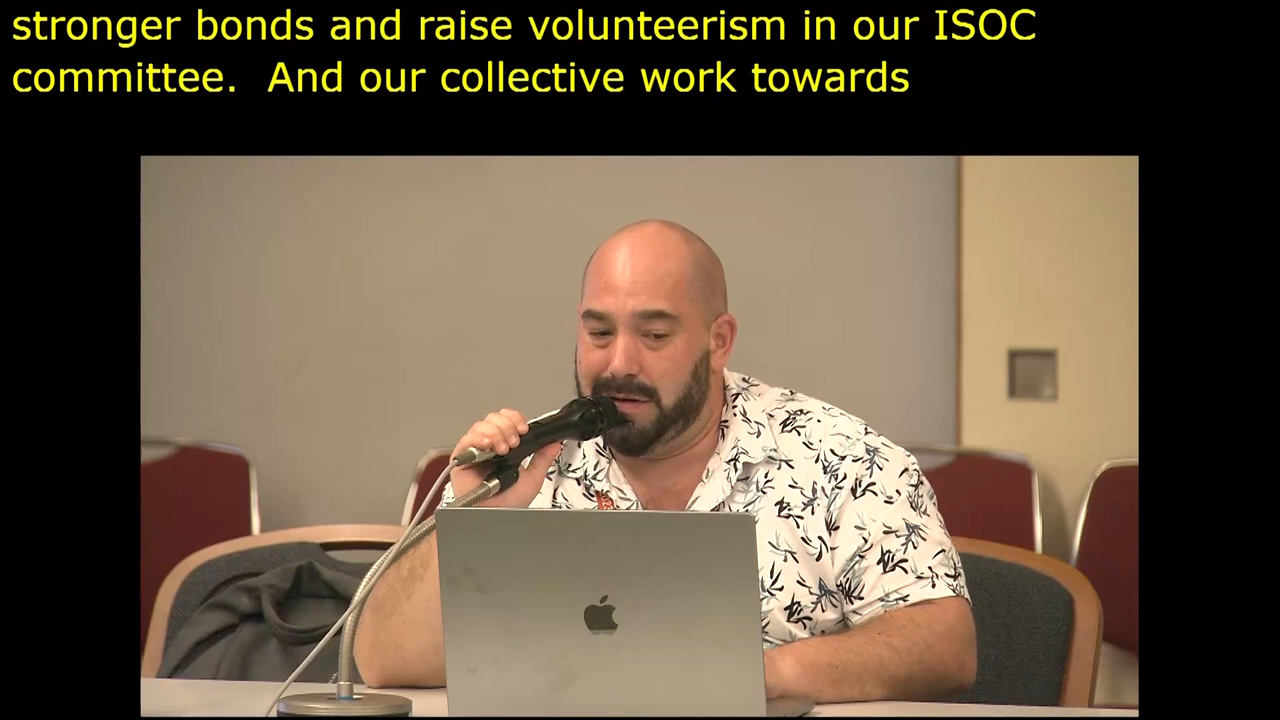 stronger bonds and raise volunteerism in our ISOC
committee.  And our collective work towards